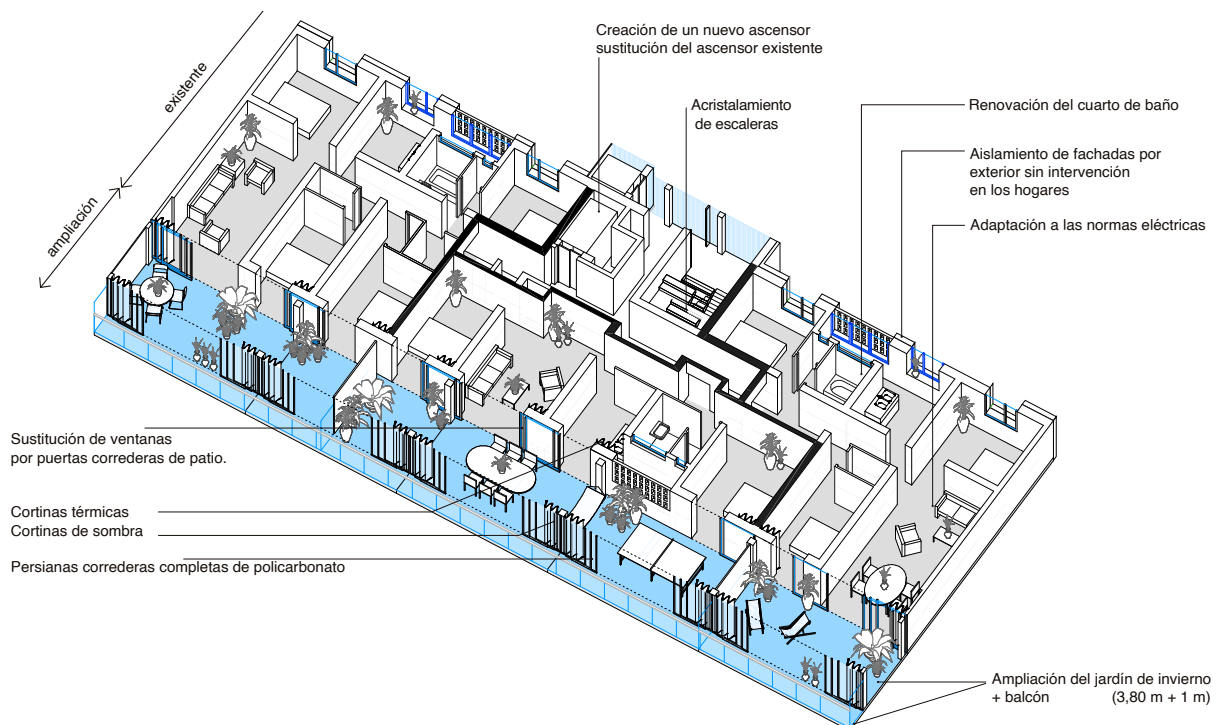 Creación de un nuevo ascensor
sustitución del ascensor existente
existente
ampliación
Acristalamiento
de escaleras
Renovación del cuarto de baño
Aislamiento de fachadas por
exterior sin intervención
en los hogares
Adaptación a las normas eléctricas
Sustitución de ventanas
por puertas correderas de patio.
Cortinas térmicas
Cortinas de sombra
Persianas correderas completas de policarbonato
Ampliación del jardín de invierno
+ balcón (3,80 m + 1 m)